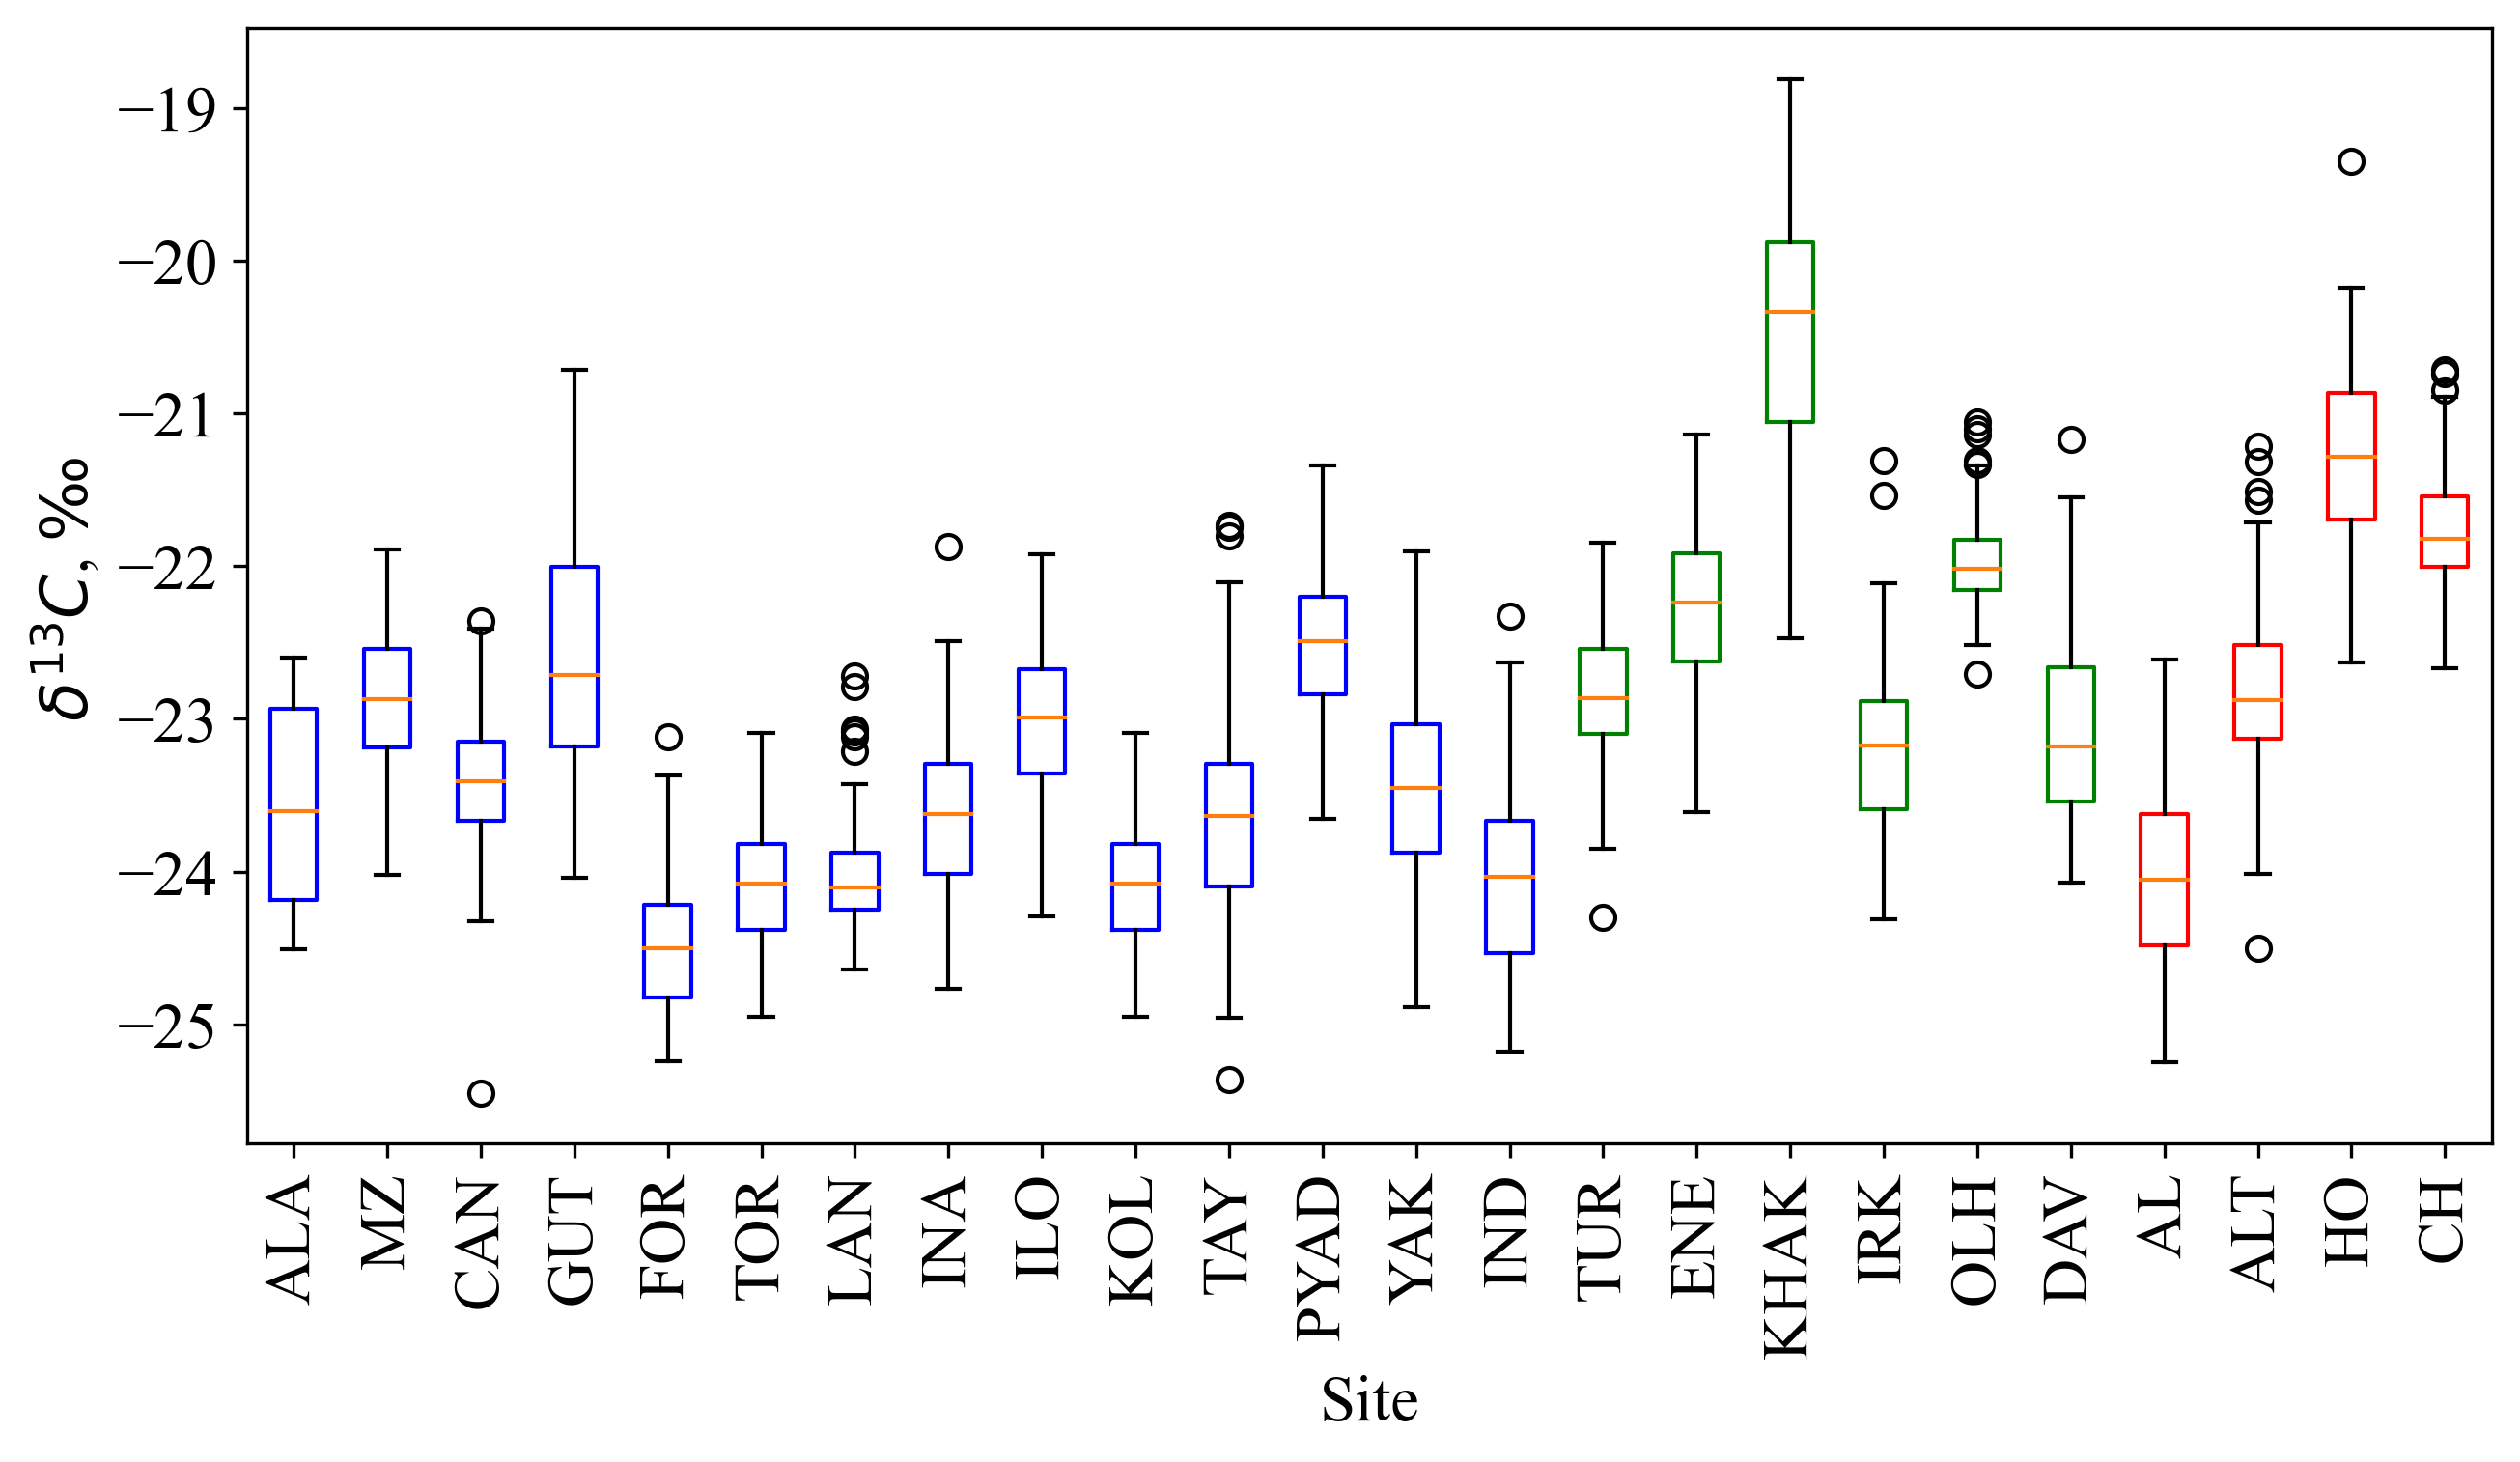 δ¹³C, ‰
−19
−20
−21
−22
−23
−24
−25
ALA
MZ
CAN
GUT
FOR
TOR
LAN
INA
ILO
KOL
TAY
PYAD
YAK
IND
TUR
ENE
KHAK
IRK
OLH
DAV
AIL
ALT
HO
CH
Site